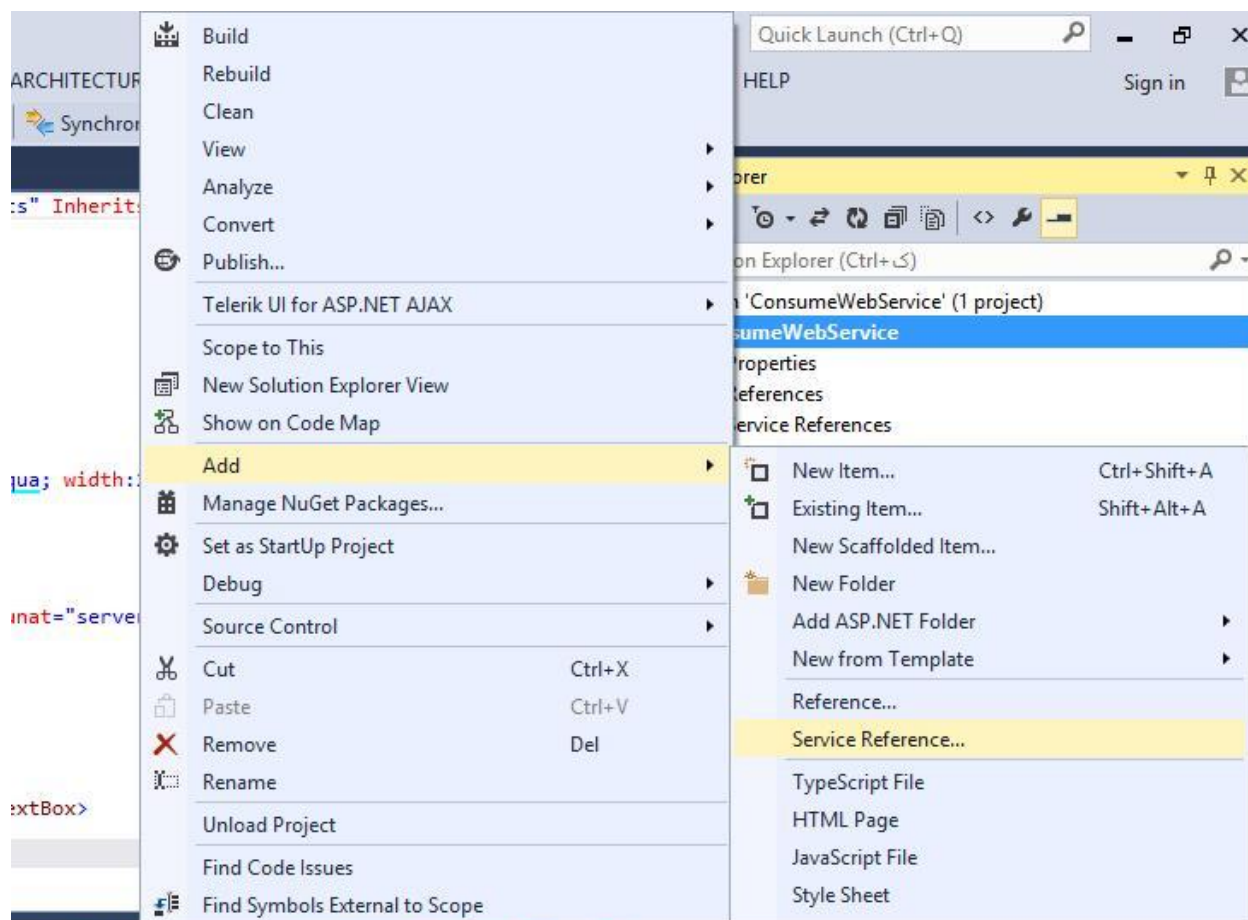 Quick Launch (Ctrl+Q)
ARCHITECTUR
HELP
Sign in
Synchror
Build
Rebuild
Clean
View
Analyze
Convert
Publish...
Telerik UI for ASP.NET AJAX
Scope to This
New Solution Explorer View
Show on Code Map
Add
Manage NuGet Packages...
Set as StartUp Project
Debug
Source Control
Cut Ctrl+X
Paste Ctrl+V
Remove Del
Rename
Unload Project
Find Code Issues
Find Symbols External to Scope
:s" Inherit:
qua; width:
unat="server
extBox>
orer
on Explorer (Ctrl+ک)
n 'ConsumeWebService' (1 project)
sumeWebService
Properties
References
ervice References
New Item... Ctrl+Shift+A
Existing Item... Shift+Alt+A
New Scaffolded Item...
New Folder
Add ASP.NET Folder
New from Template
Reference...
Service Reference...
TypeScript File
HTML Page
JavaScript File
Style Sheet